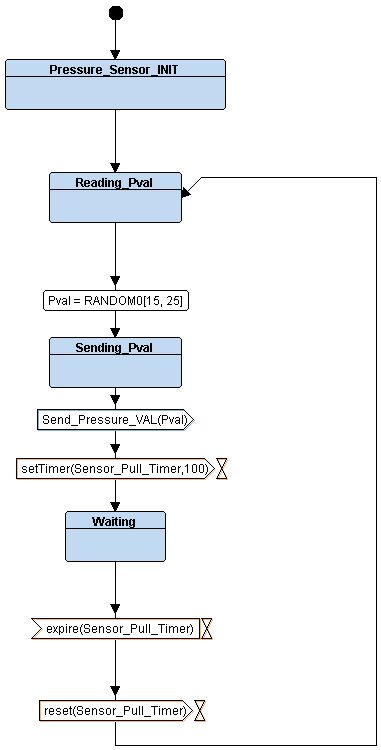 Pressure_Sensor_INIT
Reading_Pval
Pval = RANDOM0[15, 25]
Sending_Pval
Send_Pressure_VAL(Pval)
setTimer(Sensor_Pull_Timer,100)
Waiting
expire(Sensor_Pull_Timer)
reset(Sensor_Pull_Timer)